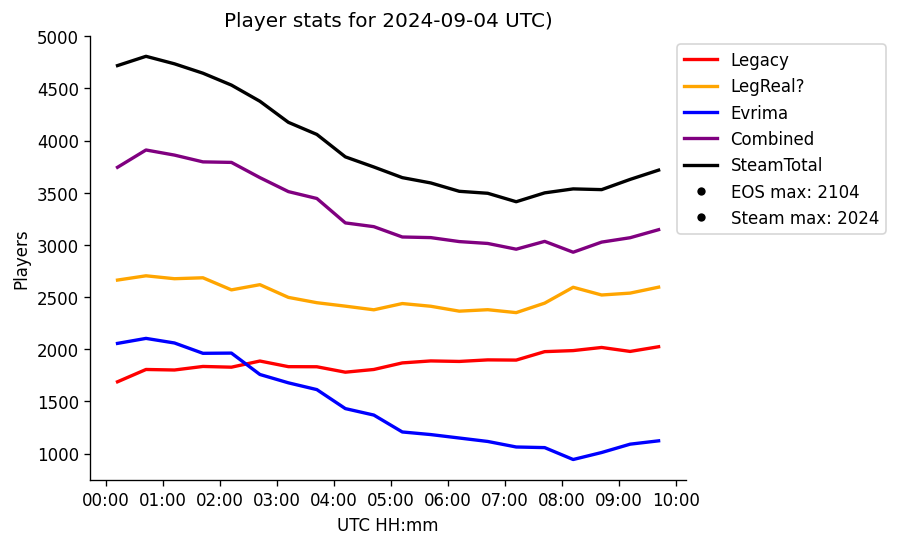 Player stats for 2024-09-04 UTC)
5000
4500
4000
3500
3000
2500
2000
1500
1000
Players
00:00 01:00 02:00 03:00 04:00 05:00 06:00 07:00 08:00 09:00 10:00
UTC HH:mm
Legacy
LegReal?
Evrima
Combined
SteamTotal
EOS max: 2104
Steam max: 2024